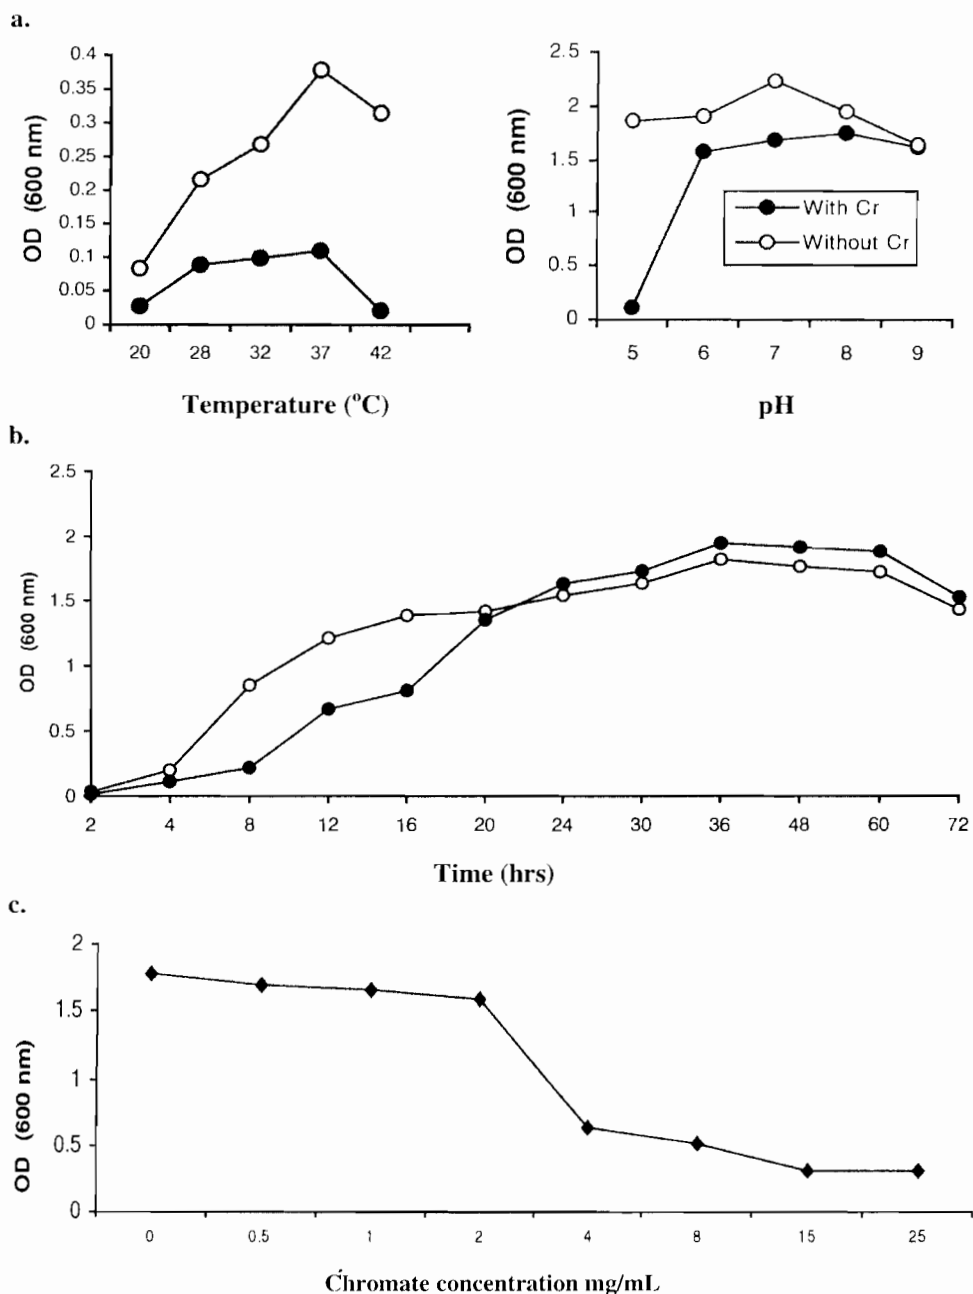 a.
OD (600 nm)
0.4
0.35
0.3
0.25
0.2
0.15
0.1
0.05
0
20 28 32 37 42
Temperature (°C)
OD (600 nm)
2.5
2
1.5
1
0.5
0
With Cr
Without Cr
5 6 7 8 9
pH
b.
OD (600 nm)
2.5
2
1.5
1
0.5
0
2 4 8 12 16 20 24 30 36 48 60 72
Time (hrs)
c.
OD (600 nm)
2
1.5
1
0.5
0
0 0.5 1 2 4 8 15 25
Chromate concentration mg/mL